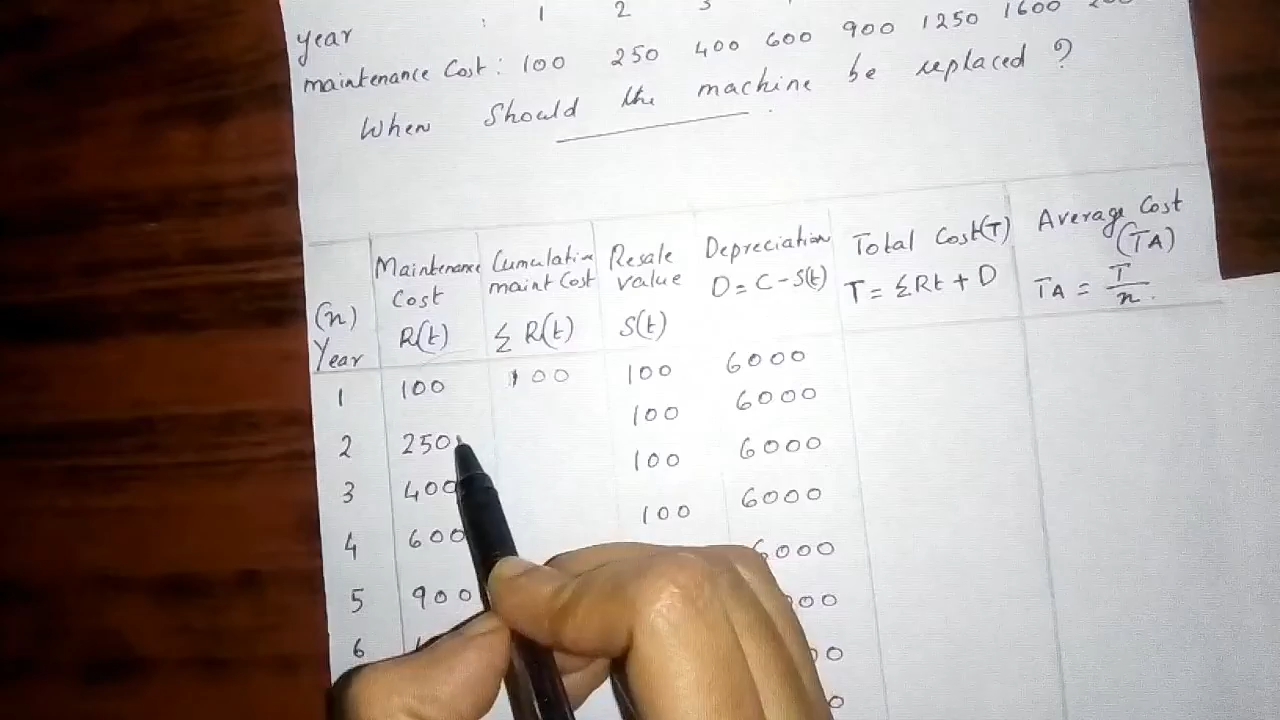 1 2 3
year :
maintenance Cost : 100 250 400 600 900 1250 1600
When Should the machine be replaced ?
(n) Year Maintenance Cost R(t) Cumulative maint Cost Σ R(t) Resale value S(t) Depreciation D = C - S(t) Total Cost(T) T = ΣRt + D Average Cost (TA) TA = T/n.
1 100 100 100 6000
2 250 100 6000
3 400 100 6000
4 600 100 6000
5 900 6000
6